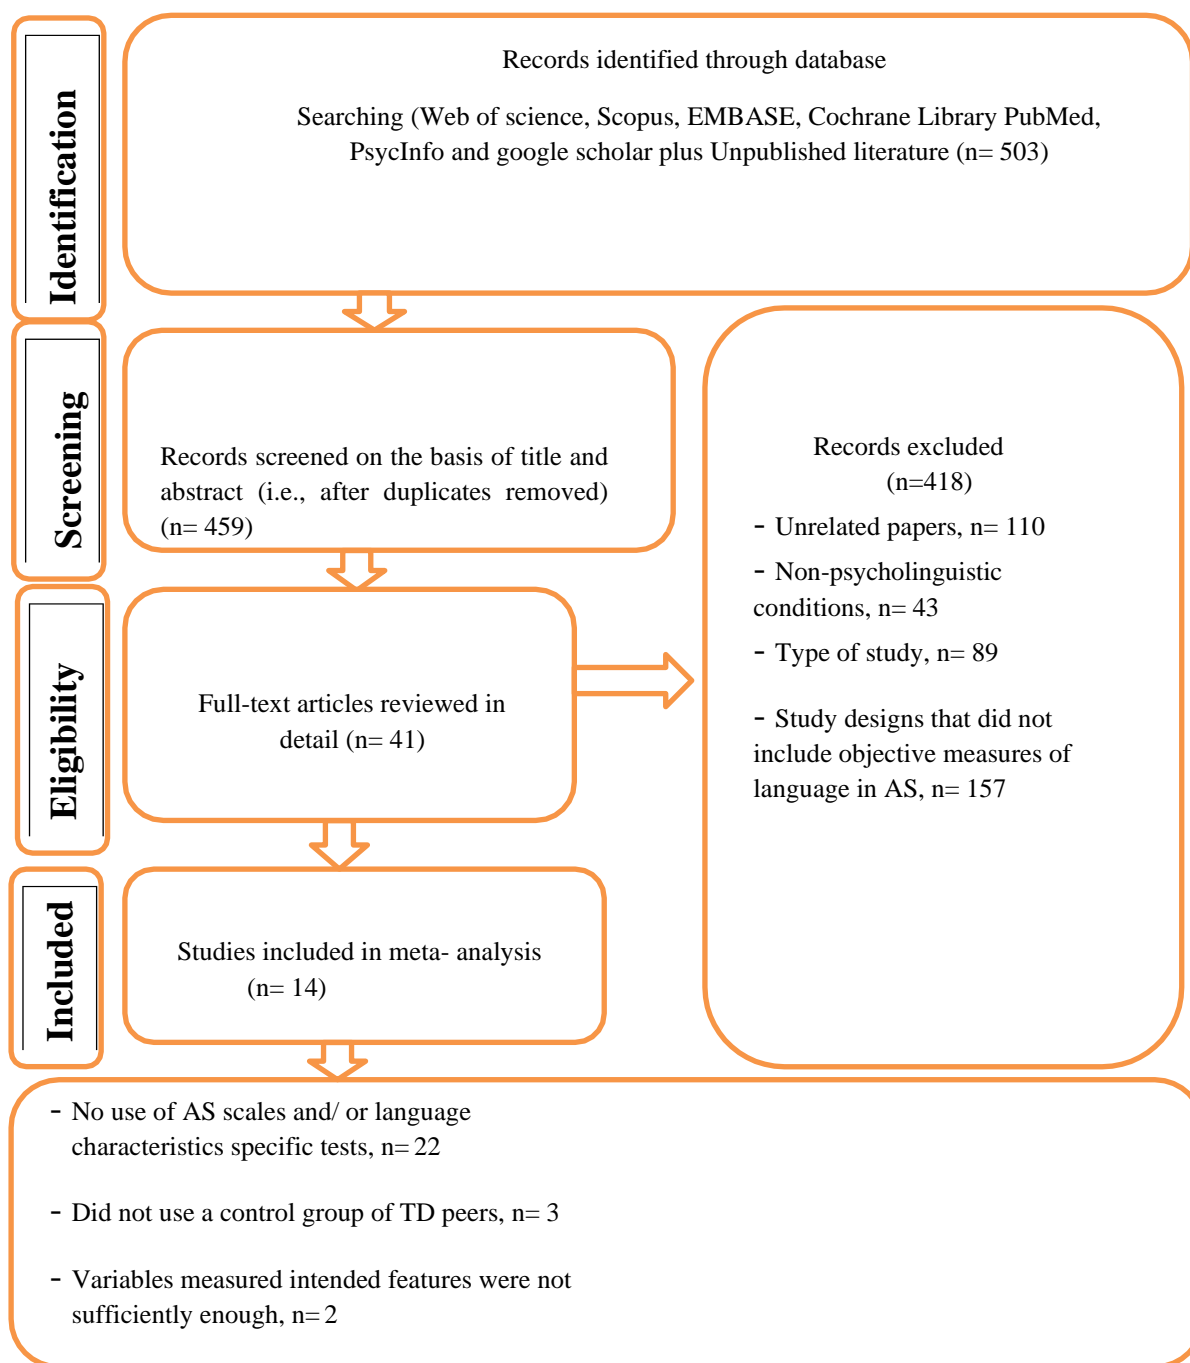 Identification
Records identified through database
Searching (Web of science, Scopus, EMBASE, Cochrane Library PubMed,
PsycInfo and google scholar plus Unpublished literature (n= 503)
Screening
Records screened on the basis of title and
abstract (i.e., after duplicates removed)
(n= 459)
Records excluded
(n=418)
- Unrelated papers, n= 110
- Non-psycholinguistic
conditions, n= 43
- Type of study, n= 89
- Study designs that did not
include objective measures of
language in AS, n= 157
Eligibility
Full-text articles reviewed in
detail (n= 41)
Included
Studies included in meta- analysis
(n= 14)
- No use of AS scales and/ or language
characteristics specific tests, n= 22
- Did not use a control group of TD peers, n= 3
- Variables measured intended features were not
sufficiently enough, n= 2